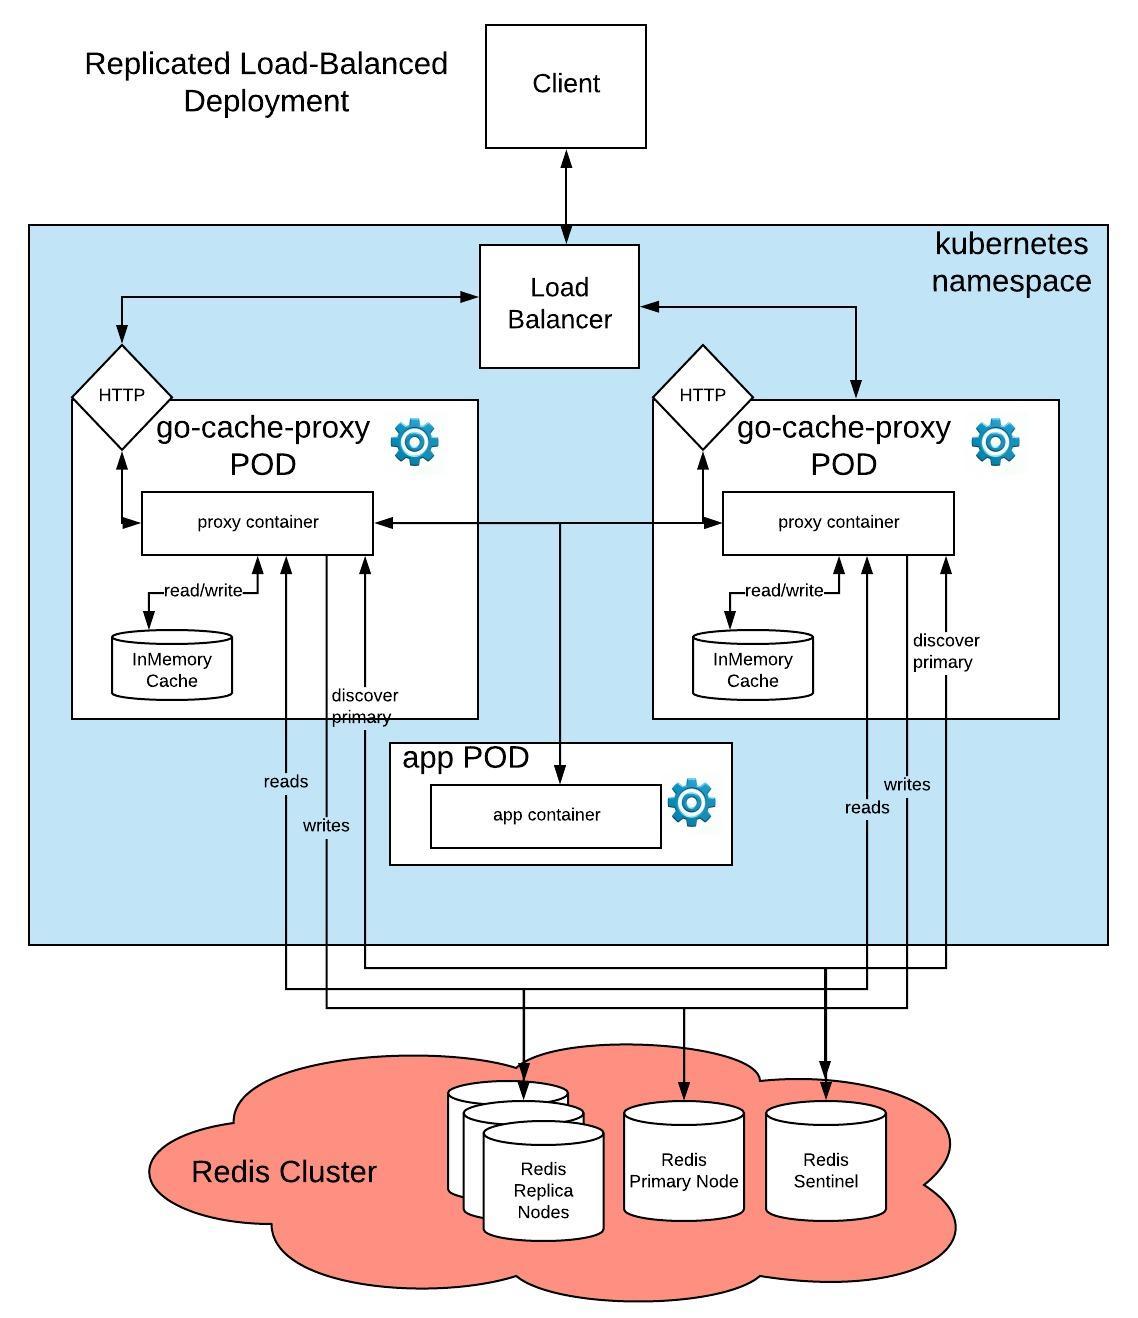 Replicated Load-Balanced
Deployment
Client
kubernetes
namespace
Load
Balancer
HTTP
go-cache-proxy
POD
proxy container
read/write
InMemory
Cache
discover
primary
reads
writes
HTTP
go-cache-proxy
POD
proxy container
read/write
InMemory
Cache
discover
primary
writes
reads
app POD
app container
Redis Cluster
Redis
Replica
Nodes
Redis
Primary Node
Redis
Sentinel